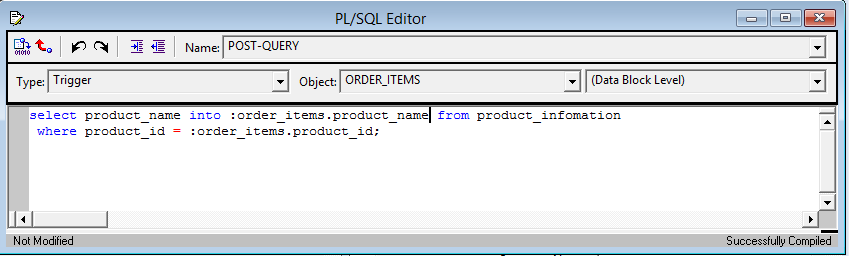 PL/SQL Editor
Name: POST-QUERY
Type: Trigger Object: ORDER_ITEMS (Data Block Level)
select product_name into :order_items.product_name from product_infomation
where product_id = :order_items.product_id;
Not Modified Successfully Compiled